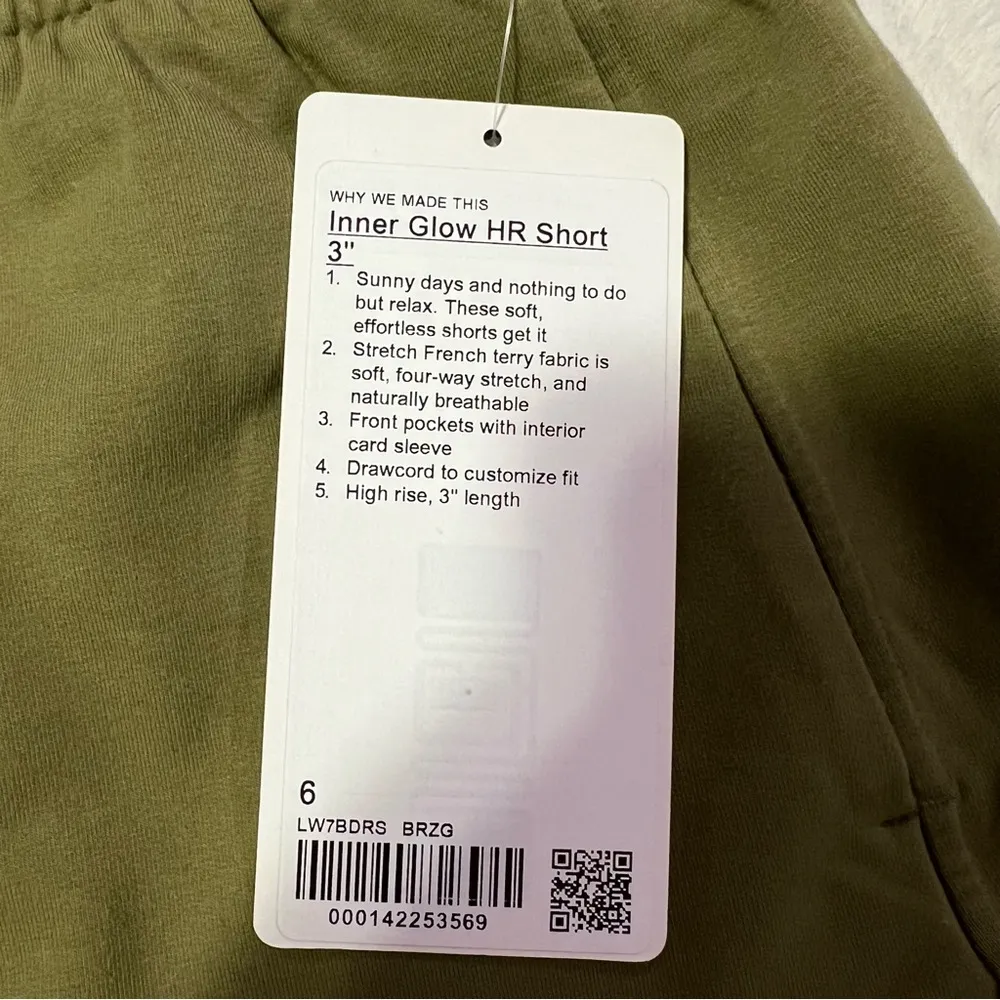 WHY WE MADE THIS
Inner Glow HR Short
3"
1. Sunny days and nothing to do
but relax. These soft,
effortless shorts get it
2. Stretch French terry fabric is
soft, four-way stretch, and
naturally breathable
3. Front pockets with interior
card sleeve
4. Drawcord to customize fit
5. High rise, 3" length
6
LW7BDRS BRZG
000142253569